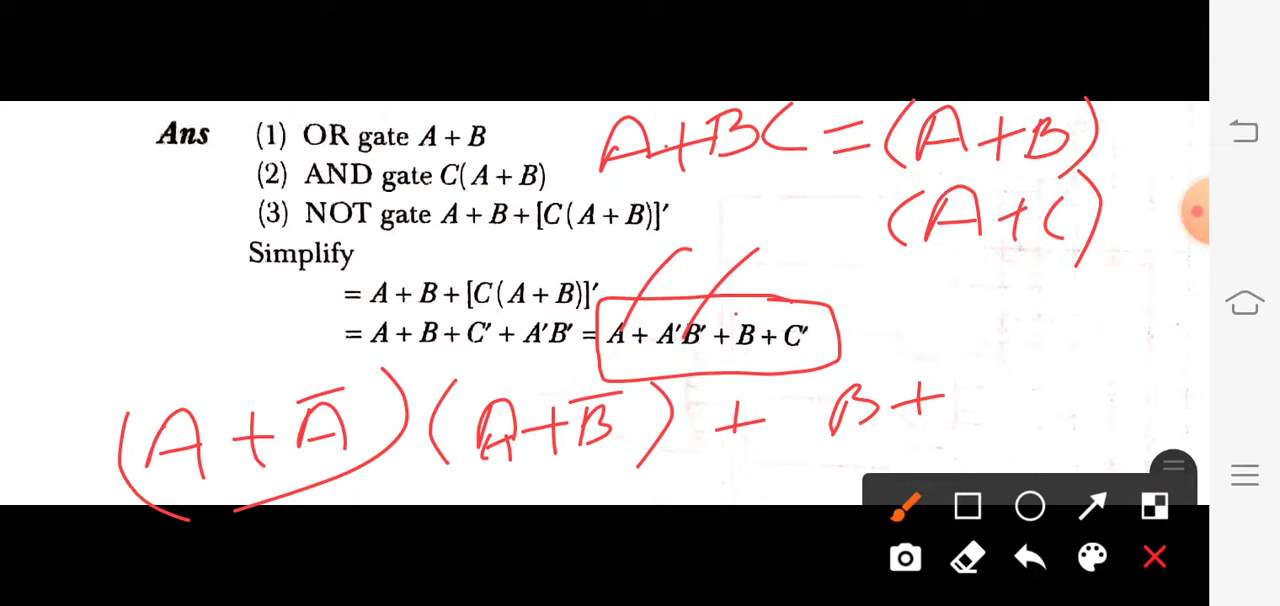 Ans (1) OR gate A + B
(2) AND gate C(A + B)
(3) NOT gate A + B + [C(A + B)]′
Simplify
= A + B + [C(A + B)]′
= A + B + C′ + A′B′ = A + A′B′ + B + C′
A+BC = (A+B)
(A+C)
(A + A̅) (A + B̅) + B +